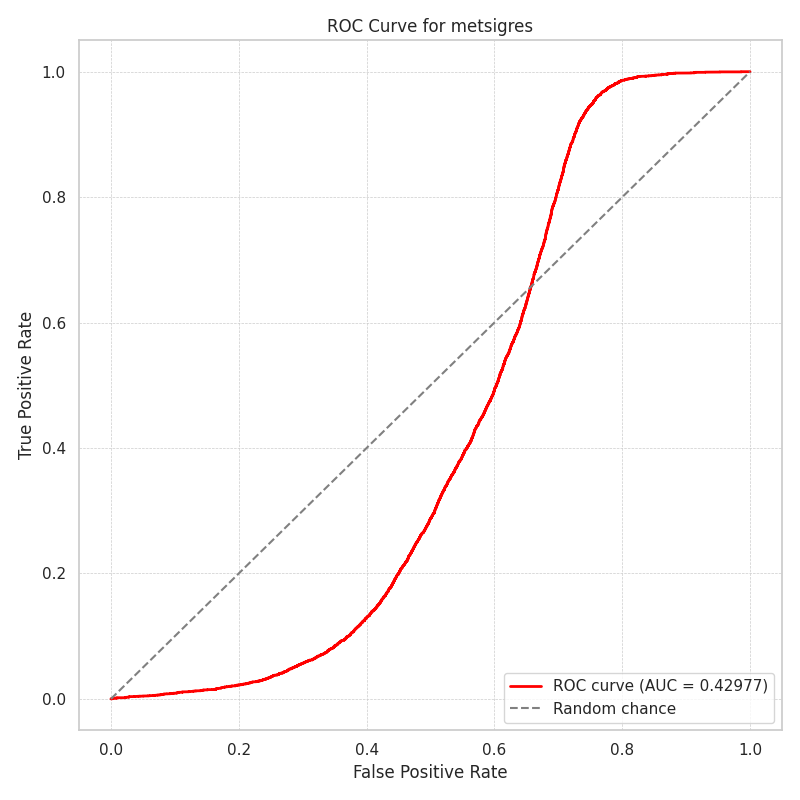 ROC Curve for metsigres
True Positive Rate
1.0
0.8
0.6
0.4
0.2
0.0
0.0 0.2 0.4 0.6 0.8 1.0
False Positive Rate
ROC curve (AUC = 0.42977)
Random chance